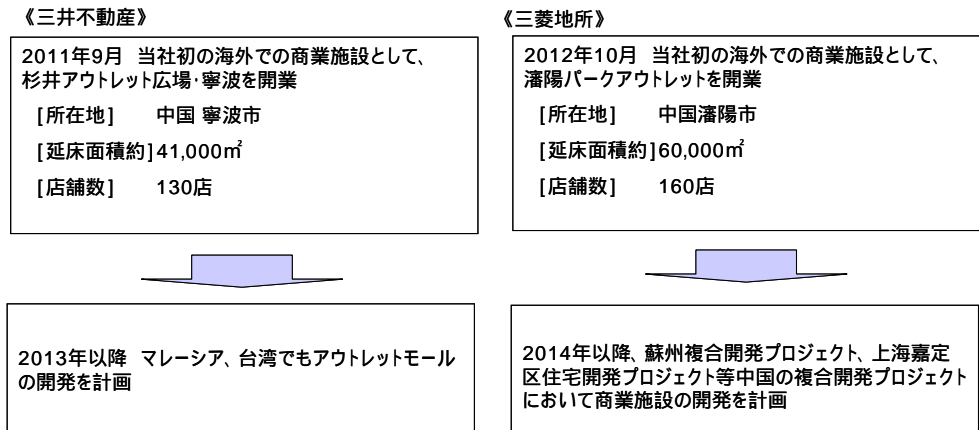 《三井不動産》
2011年9月　当社初の海外での商業施設として、
杉井アウトレット広場･寧波を開業
[所在地]　　中国 寧波市
[延床面積約]41,000㎡
[店舗数]　　130店
2013年以降　マレーシア、台湾でもアウトレットモール
の開発を計画
《三菱地所》
2012年10月　当社初の海外での商業施設として、
瀋陽パークアウトレットを開業
[所在地]　　中国瀋陽市
[延床面積約]60,000㎡
[店舗数]　　160店
2014年以降、蘇州複合開発プロジェクト、上海嘉定
区住宅開発プロジェクト等中国の複合開発プロジェクト
において商業施設の開発を計画